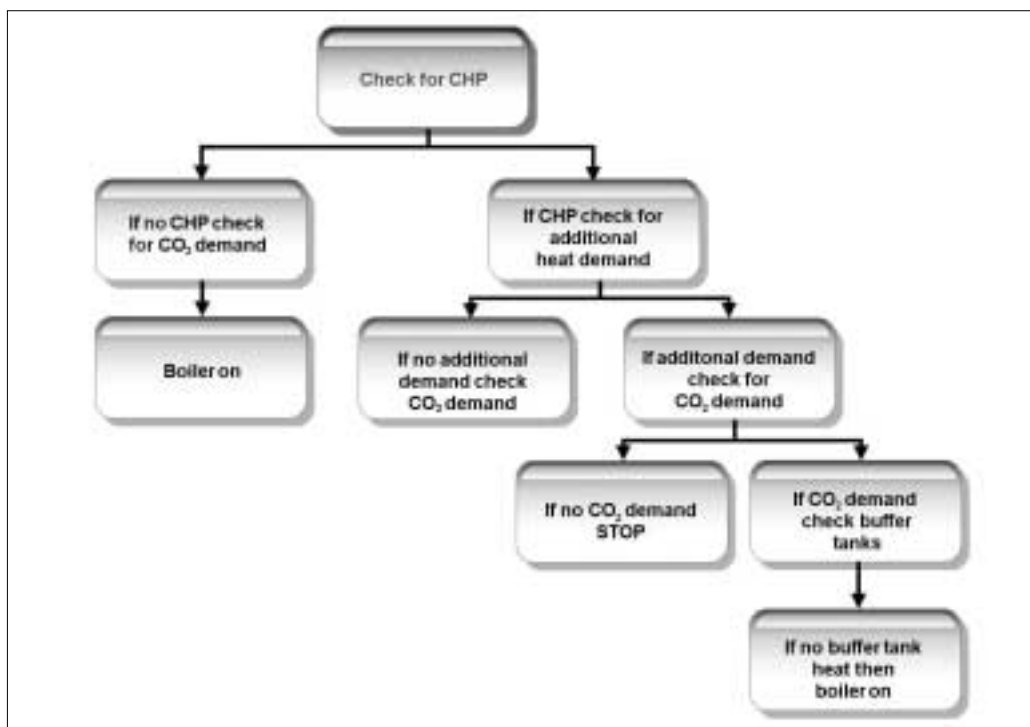 Check for CHP
If no CHP check
for CO₂ demand
If CHP check for
additional
heat demand
Boiler on
If no additional
demand check
CO₂ demand
If additonal demand
check for
CO₂ demand
If no CO₂ demand
STOP
If CO₂ demand
check buffer
tanks
If no buffer tank
heat then
boiler on